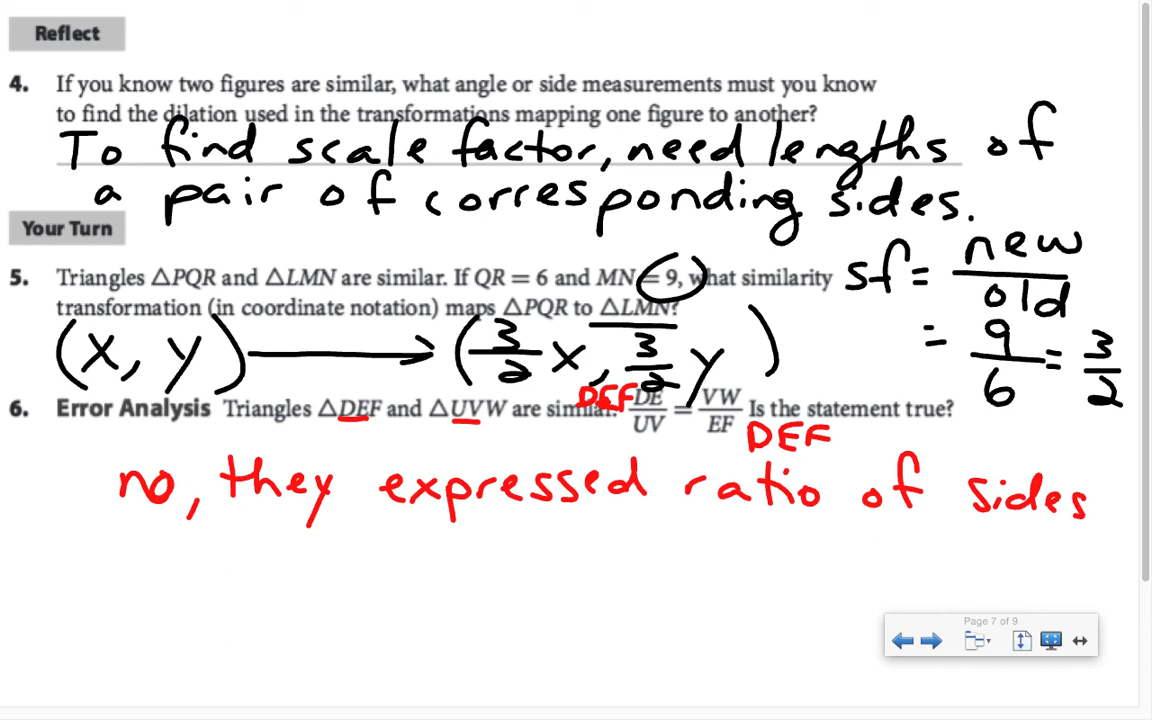 Reflect
4. If you know two figures are similar, what angle or side measurements must you know
to find the dilation used in the transformations mapping one figure to another?
To find scale factor, need lengths of
a pair of corresponding sides.
Your Turn
5. Triangles △PQR and △LMN are similar. If QR = 6 and MN = 9, what similarity
transformation (in coordinate notation) maps △PQR to △LMN?
sf = new/old
= 9/6 = 3/2
(x, y) ⟶ (3/2 x, 3/2 y)
6. Error Analysis Triangles △DEF and △UVW are similar. DE/UV = VW/EF Is the statement true?
DEF
DEF
no, they expressed ratio of sides
Page 7 of 9